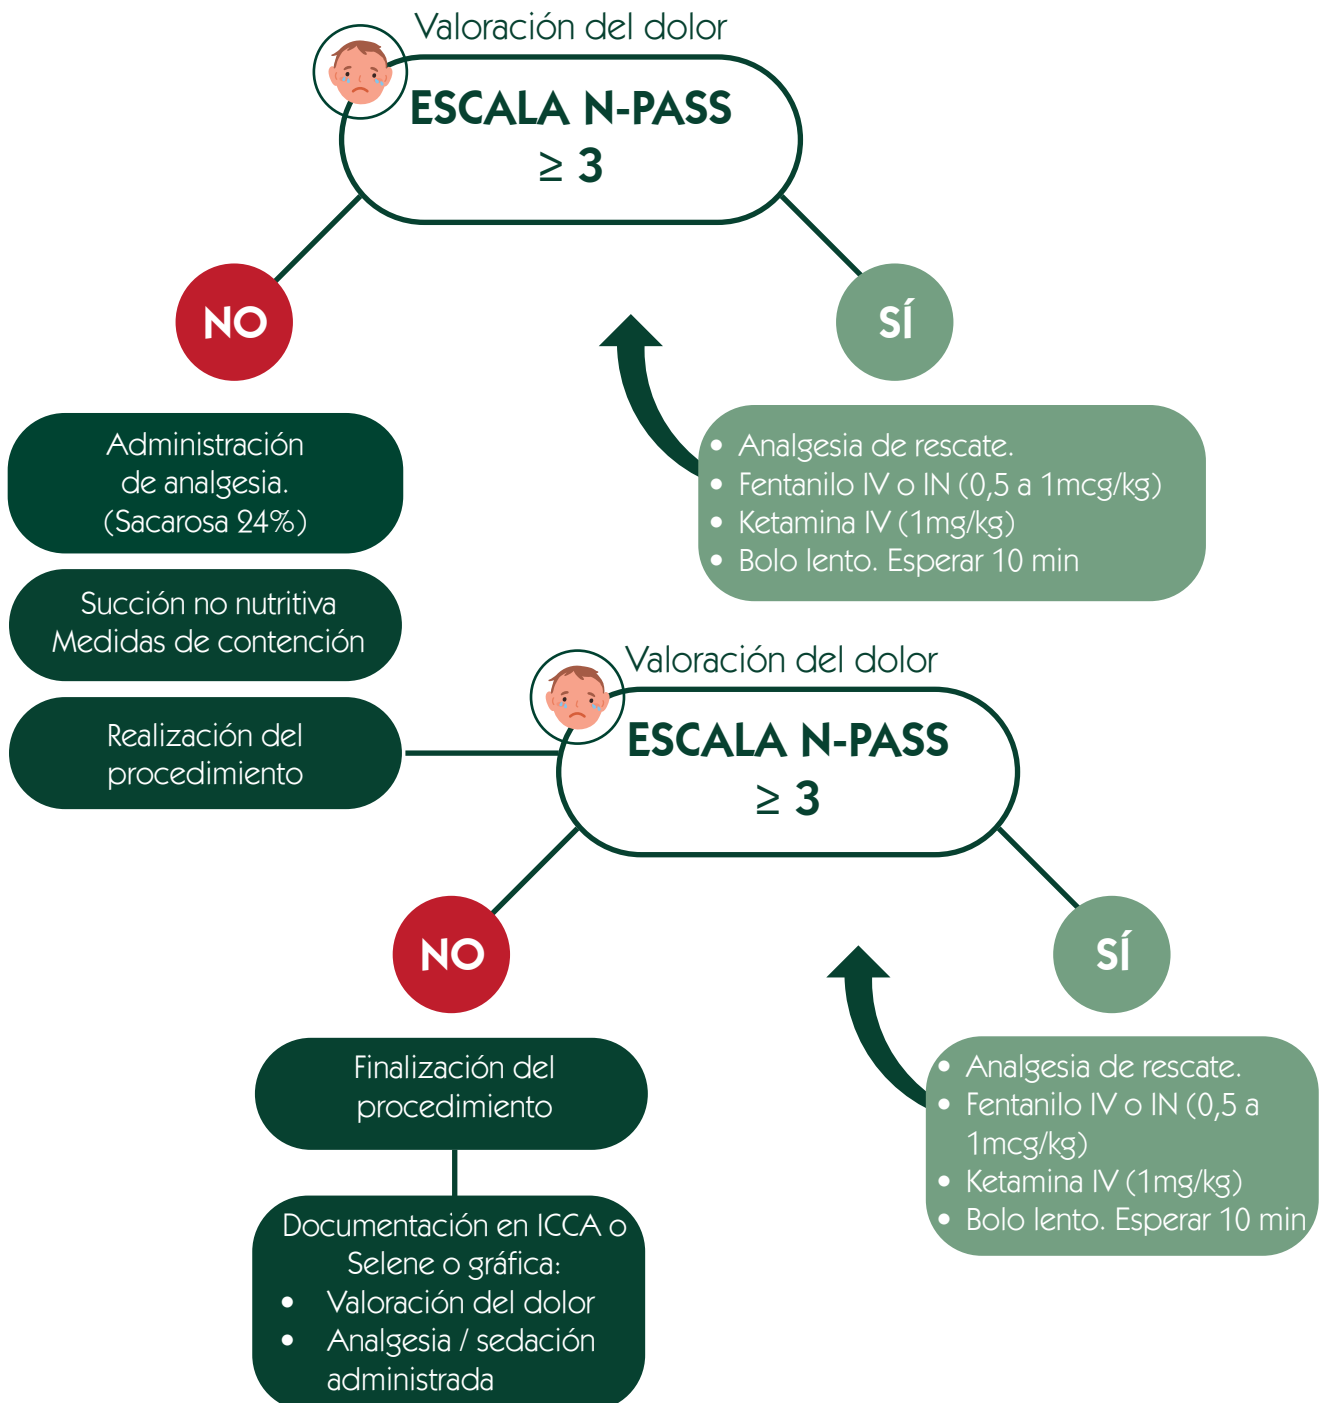 Valoración del dolor
ESCALA N-PASS
≥ 3
NO
SÍ
Administración
de analgesia.
(Sacarosa 24%)
Succión no nutritiva
Medidas de contención
Realización del
procedimiento
• Analgesia de rescate.
• Fentanilo IV o IN (0,5 a 1mcg/kg)
• Ketamina IV (1mg/kg)
• Bolo lento. Esperar 10 min
Valoración del dolor
ESCALA N-PASS
≥ 3
NO
SÍ
Finalización del
procedimiento
Documentación en ICCA o
Selene o gráfica:
• Valoración del dolor
• Analgesia / sedación
administrada
• Analgesia de rescate.
• Fentanilo IV o IN (0,5 a
1mcg/kg)
• Ketamina IV (1mg/kg)
• Bolo lento. Esperar 10 min